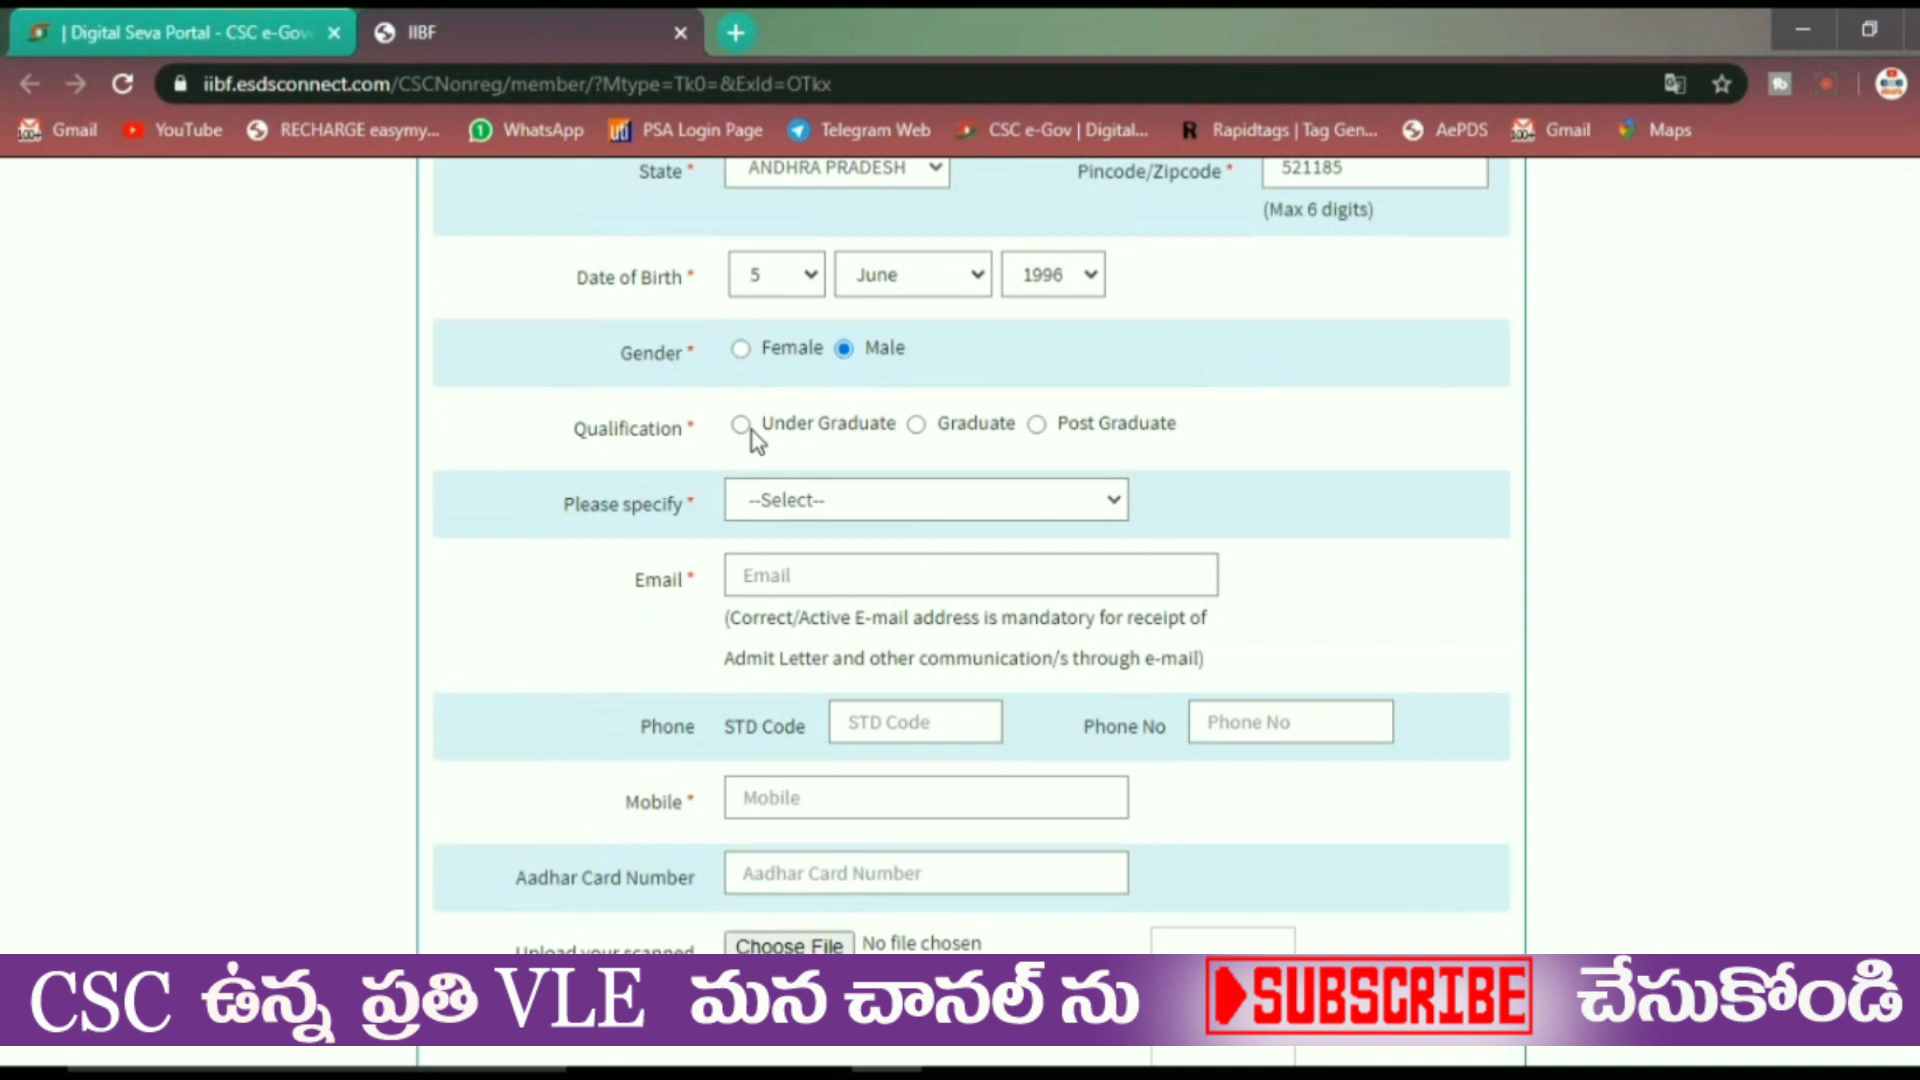 | Digital Seva Portal - CSC e-Gov
IIBF
iibf.esdsconnect.com/CSCNonreg/member/?Mtype=Tk0=&ExId=OTkx
Gmail YouTube RECHARGE easymy... WhatsApp PSA Login Page Telegram Web CSC e-Gov | Digital... Rapidtags | Tag Gen... AePDS Gmail Maps
State * ANDHRA PRADESH Pincode/Zipcode * 521185
(Max 6 digits)
Date of Birth * 5 June 1996
Gender * Female Male
Qualification * Under Graduate Graduate Post Graduate
Please specify * --Select--
Email * Email
(Correct/Active E-mail address is mandatory for receipt of
Admit Letter and other communication/s through e-mail)
Phone STD Code STD Code Phone No Phone No
Mobile * Mobile
Aadhar Card Number Aadhar Card Number
Upload your scanned Choose File No file chosen
CSC ఉన్న ప్రతి VLE మన చానల్ ను SUBSCRIBE చేసుకోండి